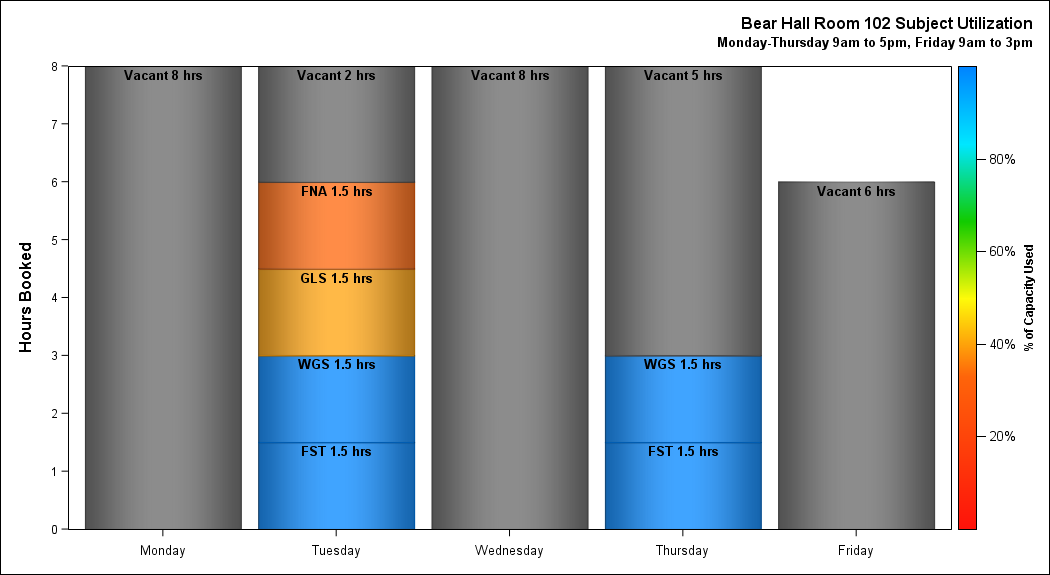 Bear Hall Room 102 Subject Utilization
Monday-Thursday 9am to 5pm, Friday 9am to 3pm
Hours Booked
8
7
6
5
4
3
2
1
0
Vacant 8 hrs
Vacant 2 hrs
FNA 1.5 hrs
GLS 1.5 hrs
WGS 1.5 hrs
FST 1.5 hrs
Vacant 8 hrs
Vacant 5 hrs
WGS 1.5 hrs
FST 1.5 hrs
Vacant 6 hrs
Monday
Tuesday
Wednesday
Thursday
Friday
80%
60%
40%
20%
% of Capacity Used